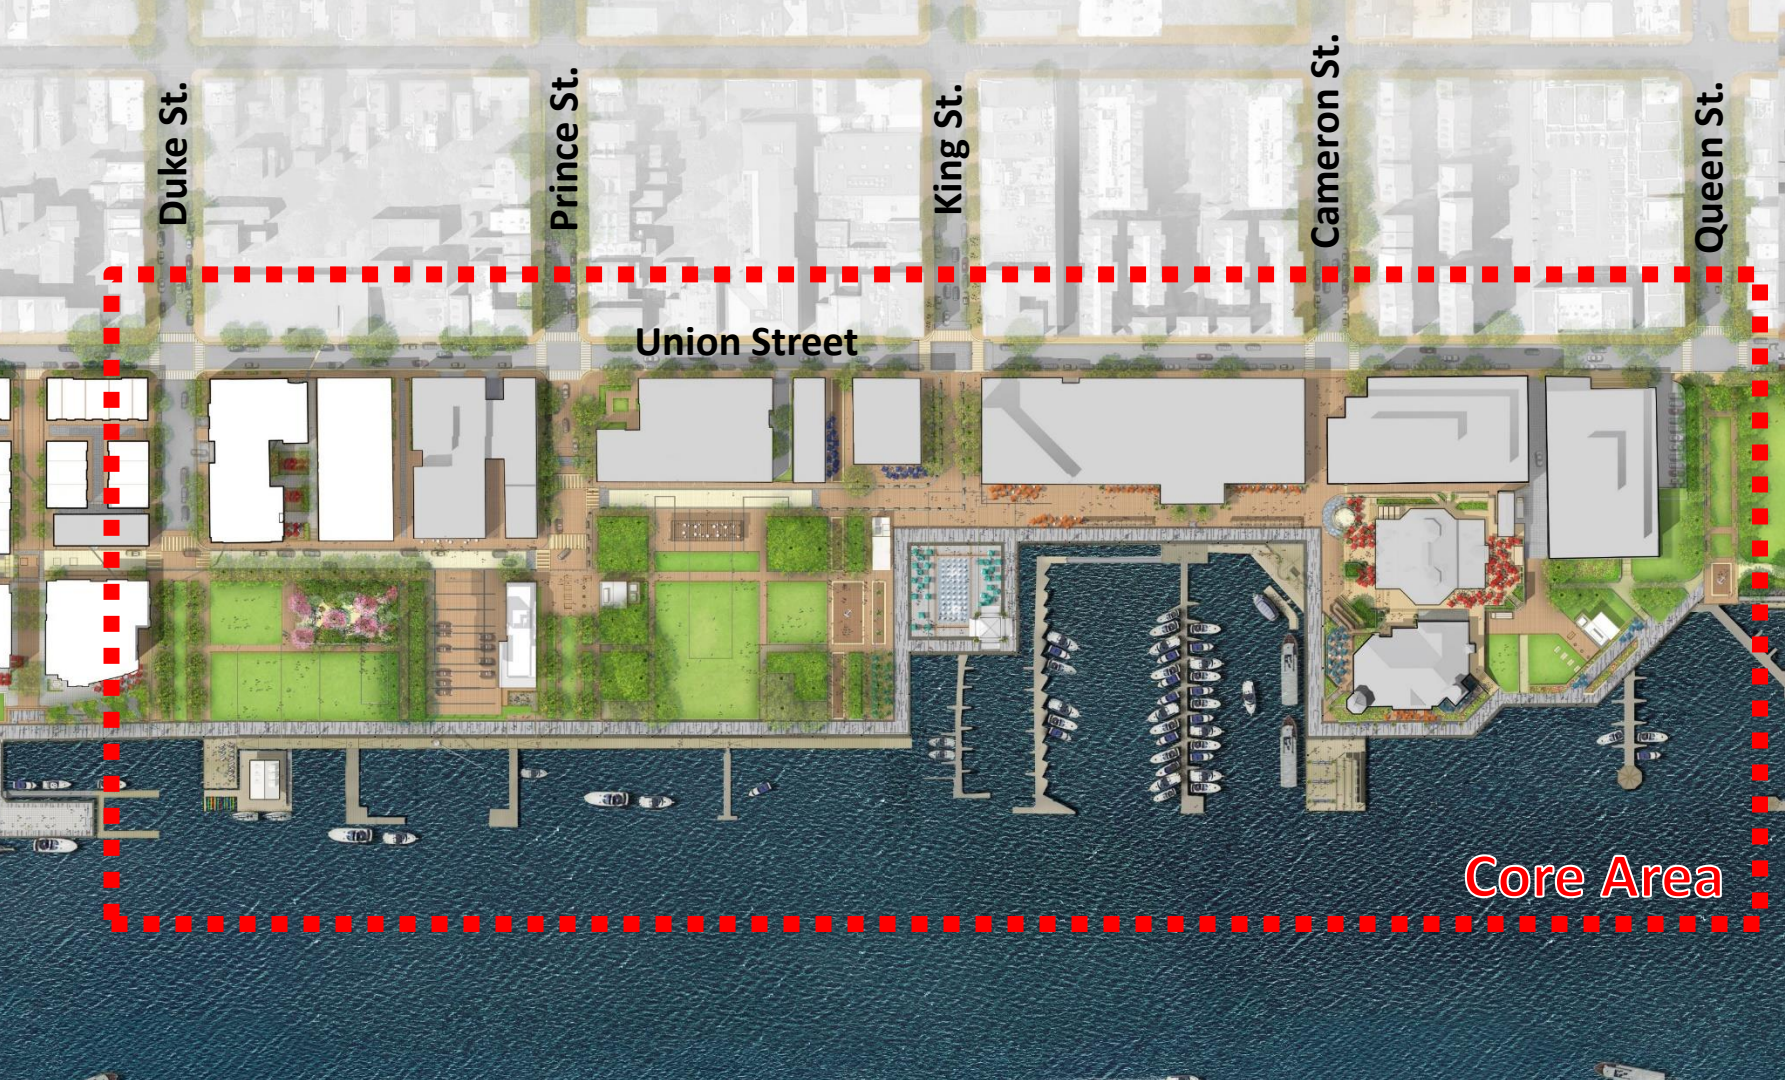 Duke St.
Prince St.
King St.
Cameron St.
Queen St.
Union Street
Core Area